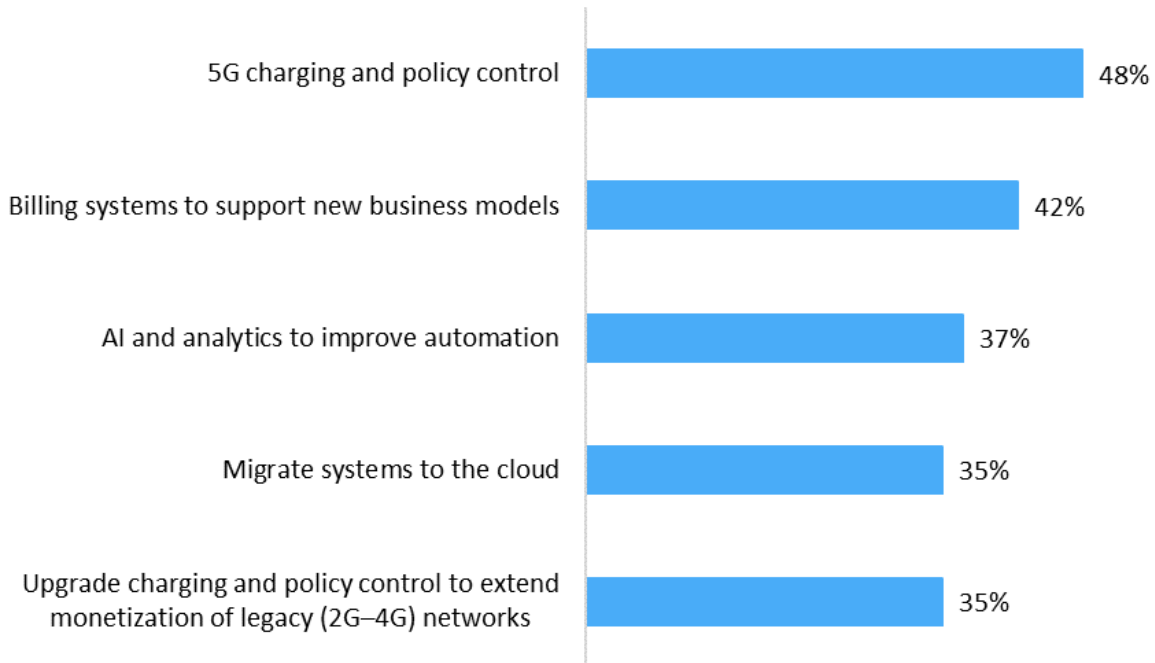 5G charging and policy control
48%
Billing systems to support new business models
42%
AI and analytics to improve automation
37%
Migrate systems to the cloud
35%
Upgrade charging and policy control to extend
monetization of legacy (2G–4G) networks
35%